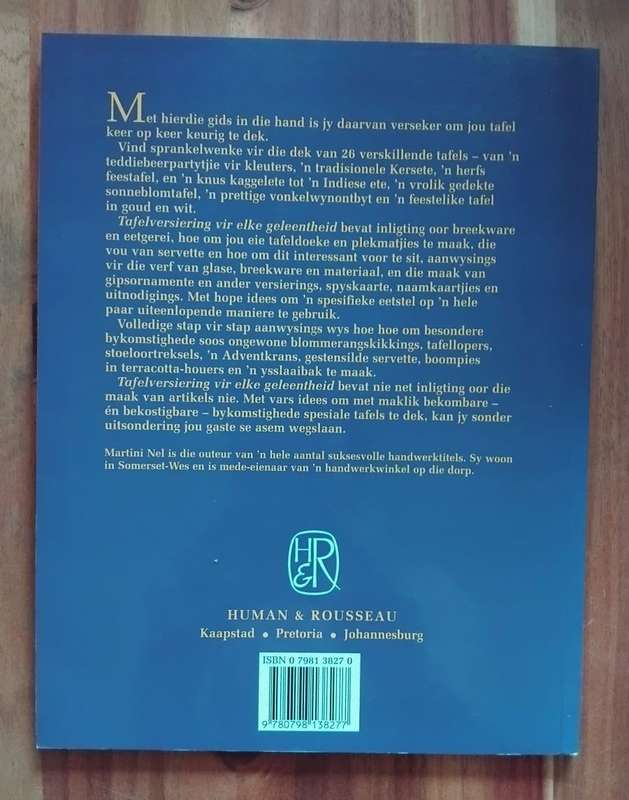 Met hierdie gids in die hand is jy daarvan verseker om jou tafel
keer op keer keurig te dek.
Vind sprankelwenke vir die dek van 26 verskillende tafels – van 'n
teddiebeerpartytjie vir kleuters, 'n tradisionele Kersete, 'n herfs
feestafel, en 'n knus kaggelete tot 'n Indiese ete, 'n vrolik gedekte
sonneblomtafel, 'n prettige vonkelwynontbyt en 'n feestelike tafel
in goud en wit.
Tafelversiering vir elke geleentheid bevat inligting oor breekware
en eetgerei, hoe om jou eie tafeldoeke en plekmatjies te maak, die
vou van servette en hoe om dit interessant voor te sit, aanwysings
vir die verf van glase, breekware en materiaal, en die maak van
gipsornamente en ander versierings, spyskaarte, naamkaartjies en
uitnodigings. Met hope idees om 'n spesifieke eetstel op 'n hele
paar uiteenlopende maniere te gebruik.
Volledige stap vir stap aanwysings wys hoe hoe om besondere
bykomstighede soos ongewone blommerangskikkings, tafellopers,
stoeloortreksels, 'n Adventkrans, gestensilde servette, boompies
in terracotta-houers en 'n ysslaaibak te maak.
Tafelversiering vir elke geleentheid bevat nie net inligting oor die
maak van artikels nie. Met vars idees om met maklik bekombare –
én bekostigbare – bykomstighede spesiale tafels te dek, kan jy sonder
uitsondering jou gaste se asem wegslaan.
Martini Nel is die outeur van 'n hele aantal suksesvolle handwerktitels. Sy woon
in Somerset-Wes en is mede-eienaar van 'n handwerkwinkel op die dorp.
H&R
HUMAN & ROUSSEAU
Kaapstad • Pretoria • Johannesburg
ISBN 0 7981 3827 0
9 780798 138277